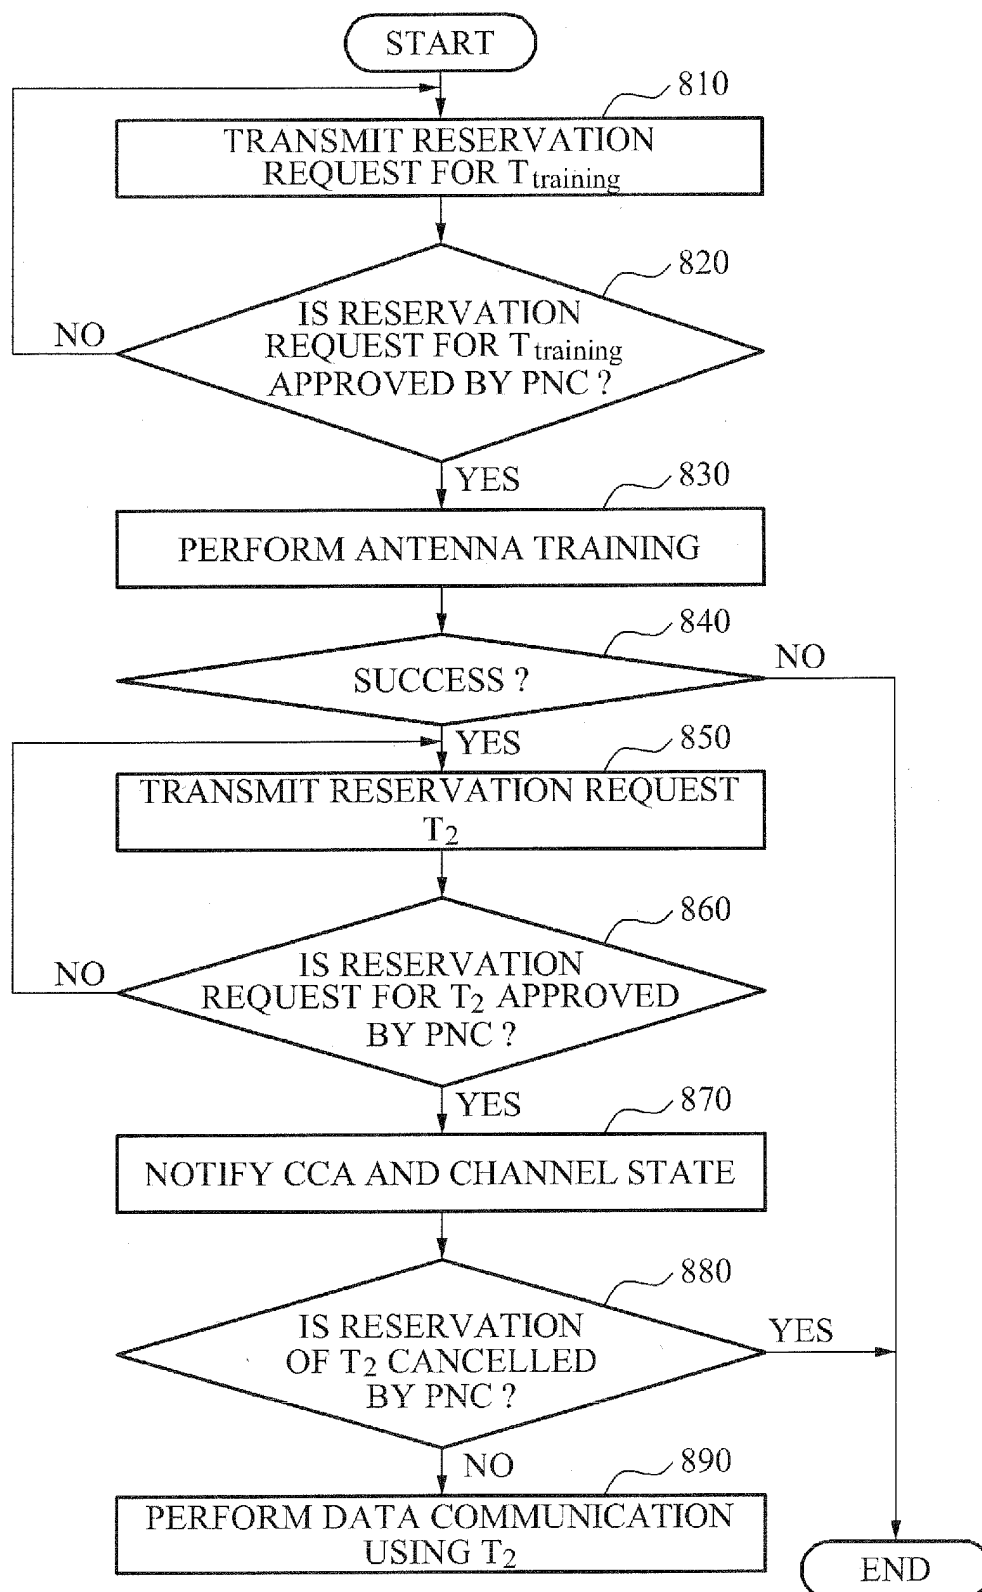 START
810
TRANSMIT RESERVATION
REQUEST FOR Ttraining
820
IS RESERVATION
REQUEST FOR Ttraining
APPROVED BY PNC ?
NO
YES
830
PERFORM ANTENNA TRAINING
840
SUCCESS ?
NO
YES
850
TRANSMIT RESERVATION REQUEST
T2
860
IS RESERVATION
REQUEST FOR T2 APPROVED
BY PNC ?
NO
YES
870
NOTIFY CCA AND CHANNEL STATE
880
IS RESERVATION
OF T2 CANCELLED
BY PNC ?
YES
NO
890
PERFORM DATA COMMUNICATION
USING T2
END